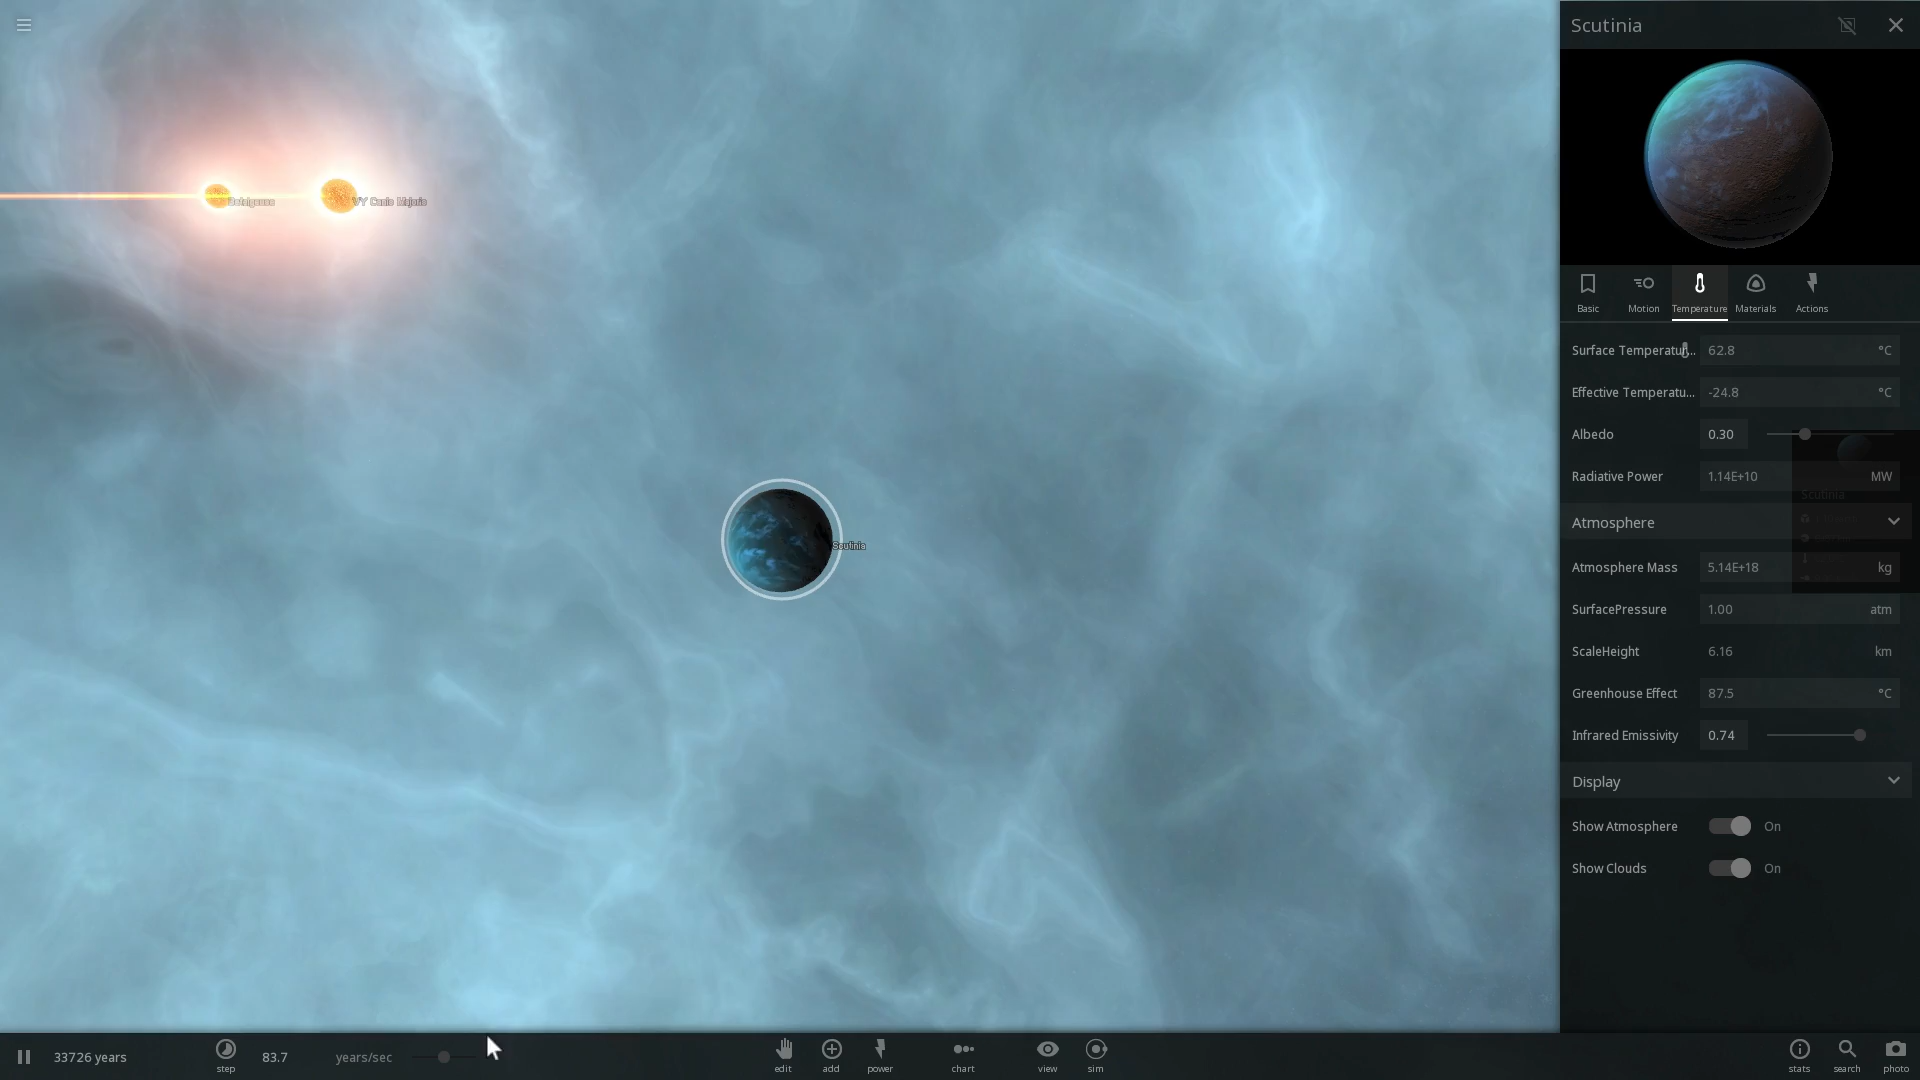 Scutinia
VY Canis Majoris
Scutinia
Basic
Motion
Temperature
Materials
Actions
Surface Temperatur... 62.8 °C
Effective Temperatu... -24.8 °C
Albedo 0.30
Radiative Power 1.14E+10 MW
Scutinia
Atmosphere
Atmosphere Mass 5.14E+18 kg
SurfacePressure 1.00 atm
ScaleHeight 6.16 km
Greenhouse Effect 87.5 °C
Infrared Emissivity 0.74
Display
Show Atmosphere On
Show Clouds On
33726 years
step
83.7 years/sec
edit
add
power
chart
view
sim
stats
search
photo